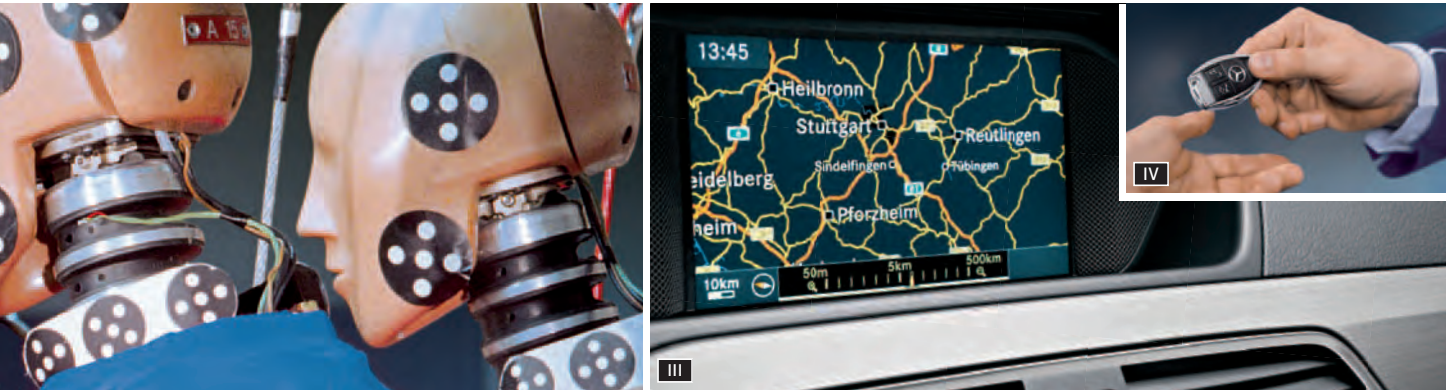 A 15
13:45
Heilbronn
Stuttgart
Reutlingen
Sindelfingen
Tübingen
eidelberg
Pforzheim
heim
50m 5km 500km
10km
III
IV